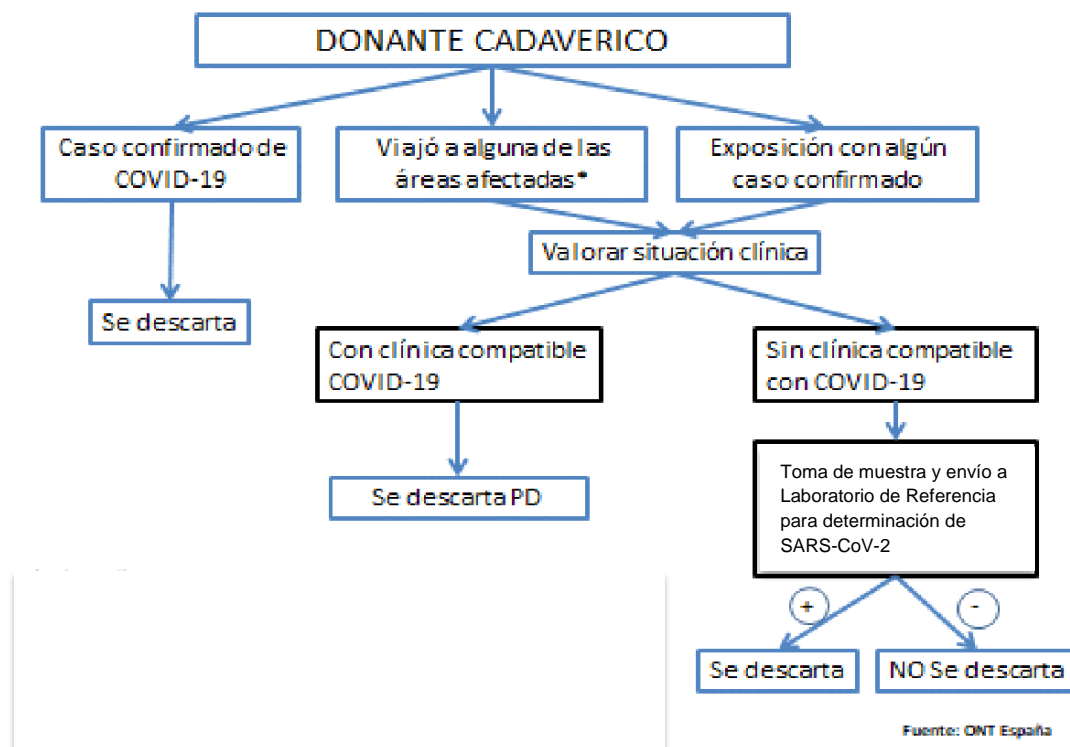 DONANTE CADAVERICO
Caso confirmado de
COVID-19
Viajó a alguna de las
áreas afectadas*
Exposición con algún
caso confirmado
Valorar situación clínica
Se descarta
Con clínica compatible
COVID-19
Sin clínica compatible
con COVID-19
Se descarta PD
Toma de muestra y envío a
Laboratorio de Referencia
para determinación de
SARS-CoV-2
+
-
Se descarta
NO Se descarta
Fuente: ONT España